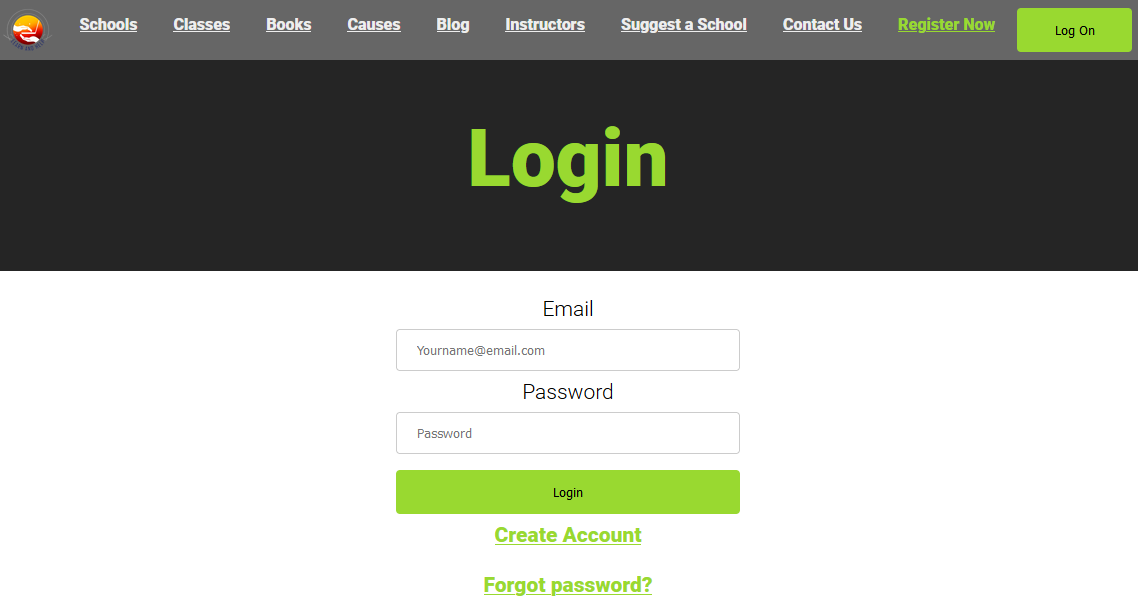 Schools Classes Books Causes Blog Instructors Suggest a School Contact Us Register Now Log On
Login
Email
Yourname@email.com
Password
Password
Login
Create Account
Forgot password?